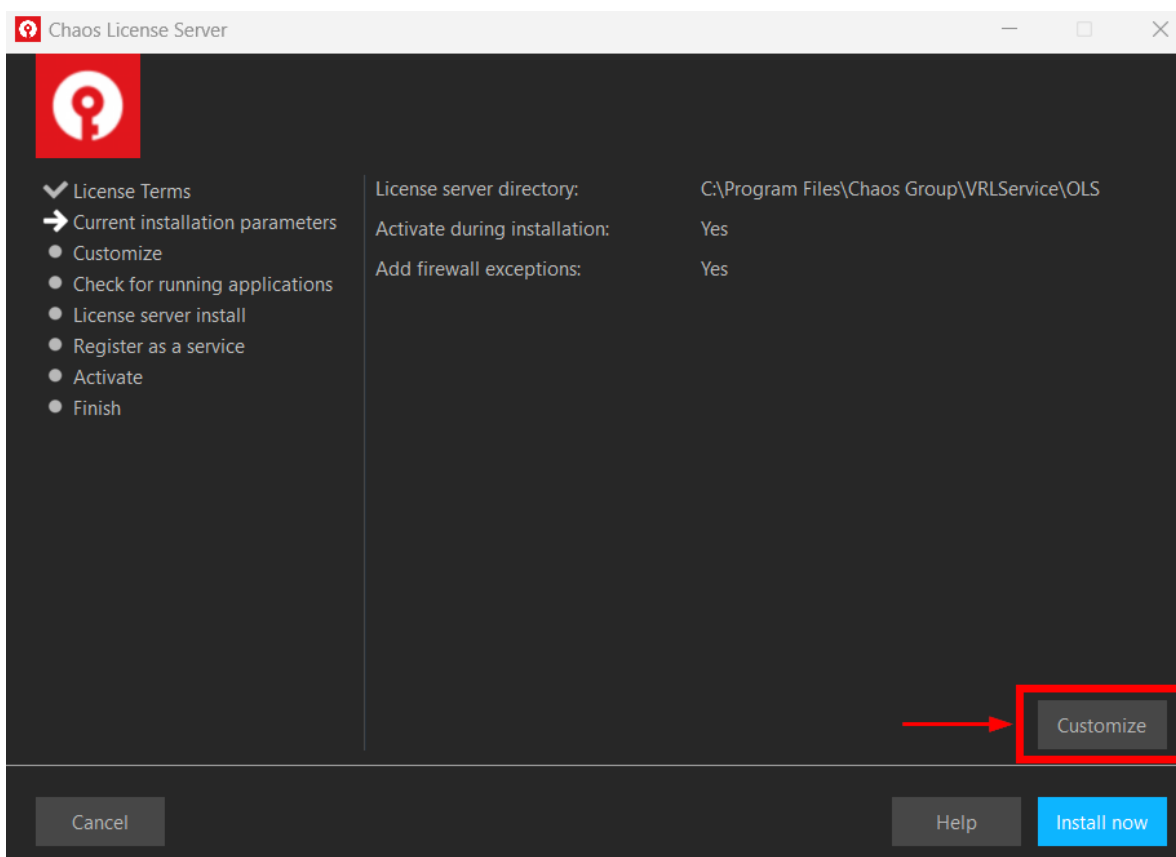 Chaos License Server
License Terms
Current installation parameters
Customize
Check for running applications
License server install
Register as a service
Activate
Finish
License server directory: C:\Program Files\Chaos Group\VRLService\OLS
Activate during installation: Yes
Add firewall exceptions: Yes
Customize
Cancel
Help
Install now